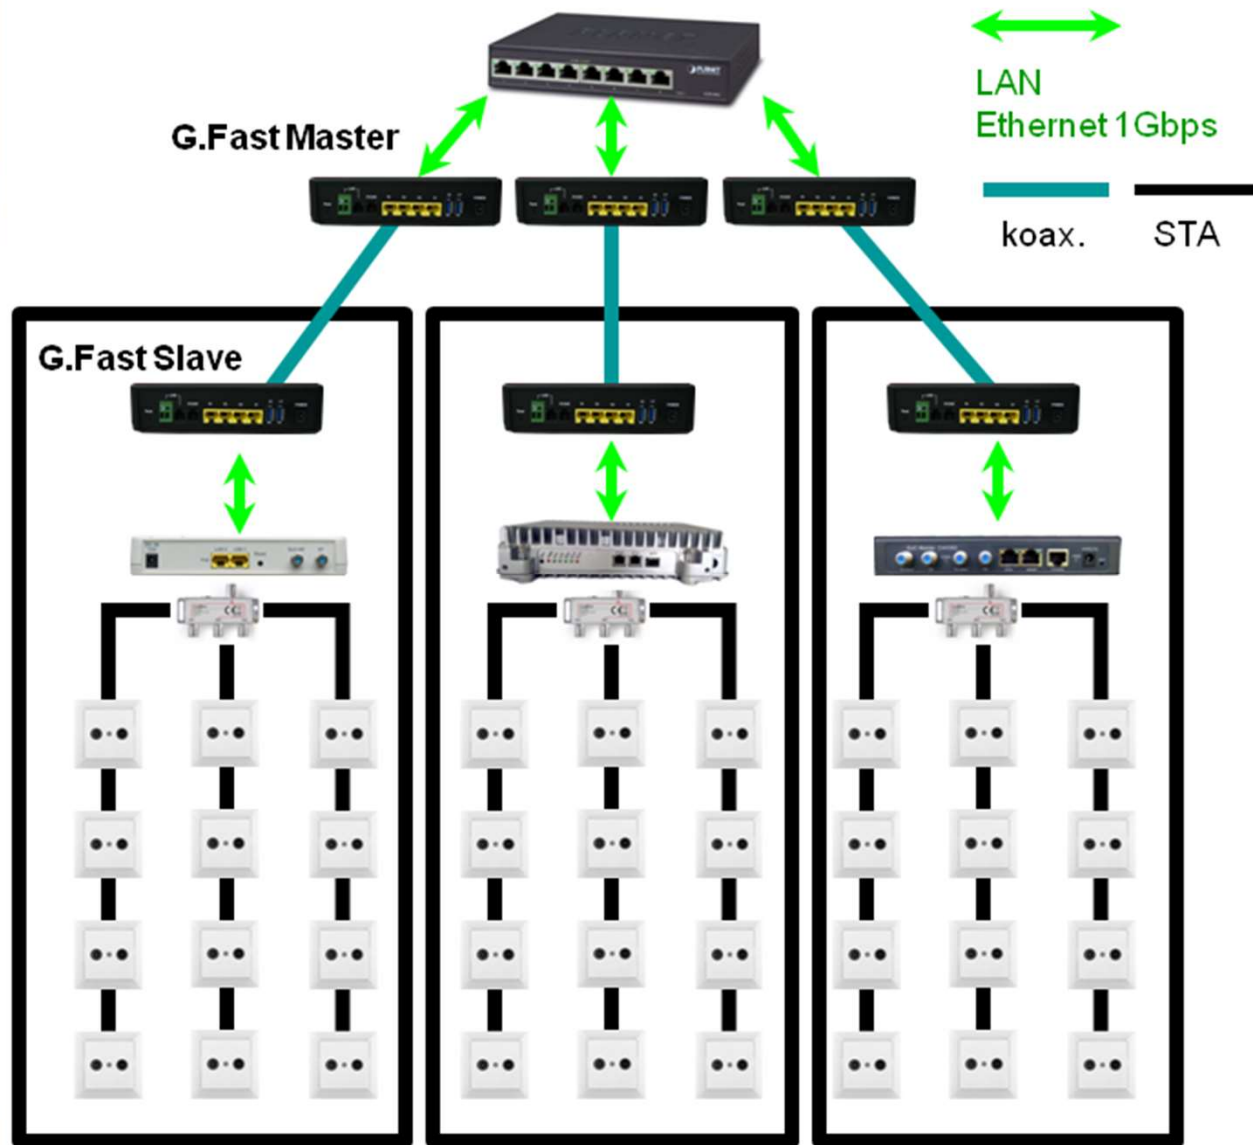 LAN
Ethernet 1Gbps
G.Fast Master
koax.
STA
G.Fast Slave